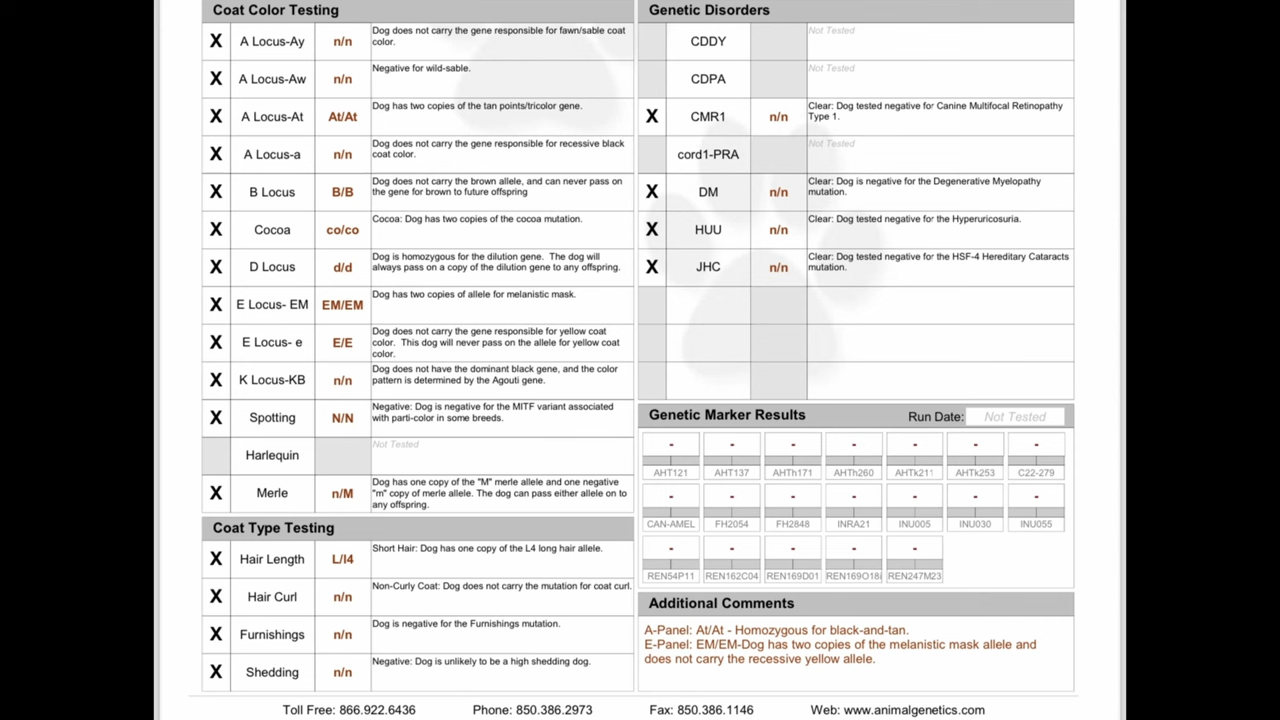 Coat Color Testing
X A Locus-Ay n/n Dog does not carry the gene responsible for fawn/sable coat
color.
X A Locus-Aw n/n Negative for wild-sable.
X A Locus-At At/At Dog has two copies of the tan points/tricolor gene.
X A Locus-a n/n Dog does not carry the gene responsible for recessive black
coat color.
X B Locus B/B Dog does not carry the brown allele, and can never pass on
the gene for brown to future offspring
X Cocoa co/co Cocoa: Dog has two copies of the cocoa mutation.
X D Locus d/d Dog is homozygous for the dilution gene. The dog will
always pass on a copy of the dilution gene to any offspring.
X E Locus- EM EM/EM Dog has two copies of allele for melanistic mask.
X E Locus- e E/E Dog does not carry the gene responsible for yellow coat
color. This dog will never pass on the allele for yellow coat
color.
X K Locus-KB n/n Dog does not have the dominant black gene, and the color
pattern is determined by the Agouti gene.
X Spotting N/N Negative: Dog is negative for the MITF variant associated
with parti-color in some breeds.
Harlequin Not Tested
X Merle n/M Dog has one copy of the "M" merle allele and one negative
"m" copy of merle allele. The dog can pass either allele on to
any offspring.
Coat Type Testing
X Hair Length L/l4 Short Hair: Dog has one copy of the L4 long hair allele.
X Hair Curl n/n Non-Curly Coat: Dog does not carry the mutation for coat curl.
X Furnishings n/n Dog is negative for the Furnishings mutation.
X Shedding n/n Negative: Dog is unlikely to be a high shedding dog.
Genetic Disorders
CDDY Not Tested
CDPA Not Tested
X CMR1 n/n Clear: Dog tested negative for Canine Multifocal Retinopathy
Type 1.
cord1-PRA Not Tested
X DM n/n Clear: Dog is negative for the Degenerative Myelopathy
mutation.
X HUU n/n Clear: Dog tested negative for the Hyperuricosuria.
X JHC n/n Clear: Dog tested negative for the HSF-4 Hereditary Cataracts
mutation.
Genetic Marker Results Run Date: Not Tested
- - - - - - -
AHT121 AHT137 AHTh171 AHTh260 AHTk211 AHTk253 C22-279
- - - - - - -
CAN-AMEL FH2054 FH2848 INRA21 INU005 INU030 INU055
- - - - -
REN54P11 REN162C04 REN169D01 REN169O18 REN247M23
Additional Comments
A-Panel: At/At - Homozygous for black-and-tan.
E-Panel: EM/EM-Dog has two copies of the melanistic mask allele and
does not carry the recessive yellow allele.
Toll Free: 866.922.6436 Phone: 850.386.2973 Fax: 850.386.1146 Web: www.animalgenetics.com